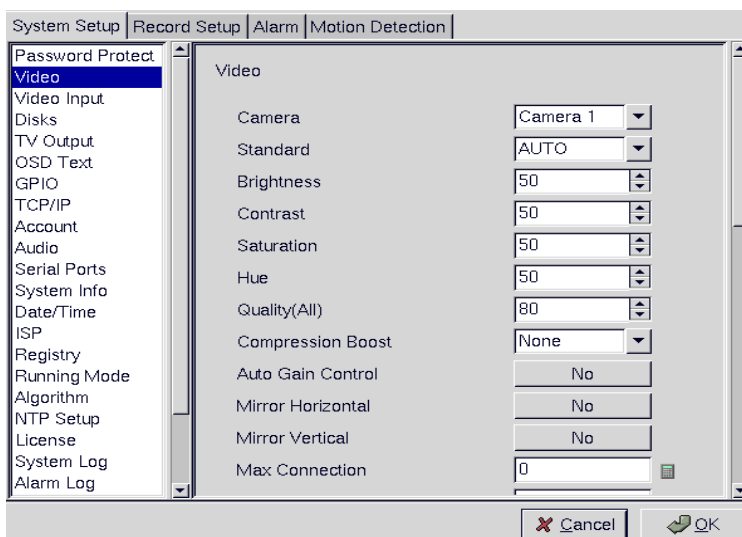 System Setup Record Setup Alarm Motion Detection
Password Protect
Video
Video Input
Disks
TV Output
OSD Text
GPIO
TCP/IP
Account
Audio
Serial Ports
System Info
Date/Time
ISP
Registry
Running Mode
Algorithm
NTP Setup
License
System Log
Alarm Log
Video
Camera Camera 1
Standard AUTO
Brightness 50
Contrast 50
Saturation 50
Hue 50
Quality(All) 80
Compression Boost None
Auto Gain Control No
Mirror Horizontal No
Mirror Vertical No
Max Connection 0
Cancel OK